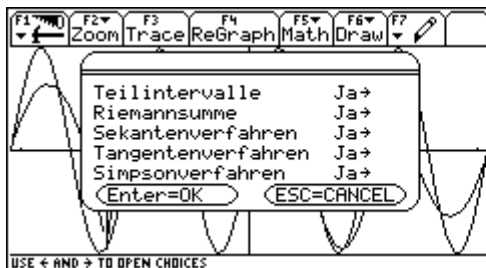 F1 F2 F3 F4 F5 F6 F7
Zoom Trace ReGraph Math Draw
Teilintervalle Ja→
Riemannsumme Ja→
Sekantenverfahren Ja→
Tangentenverfahren Ja→
Simpsonverfahren Ja→
Enter=OK ESC=CANCEL
USE ← AND → TO OPEN CHOICES